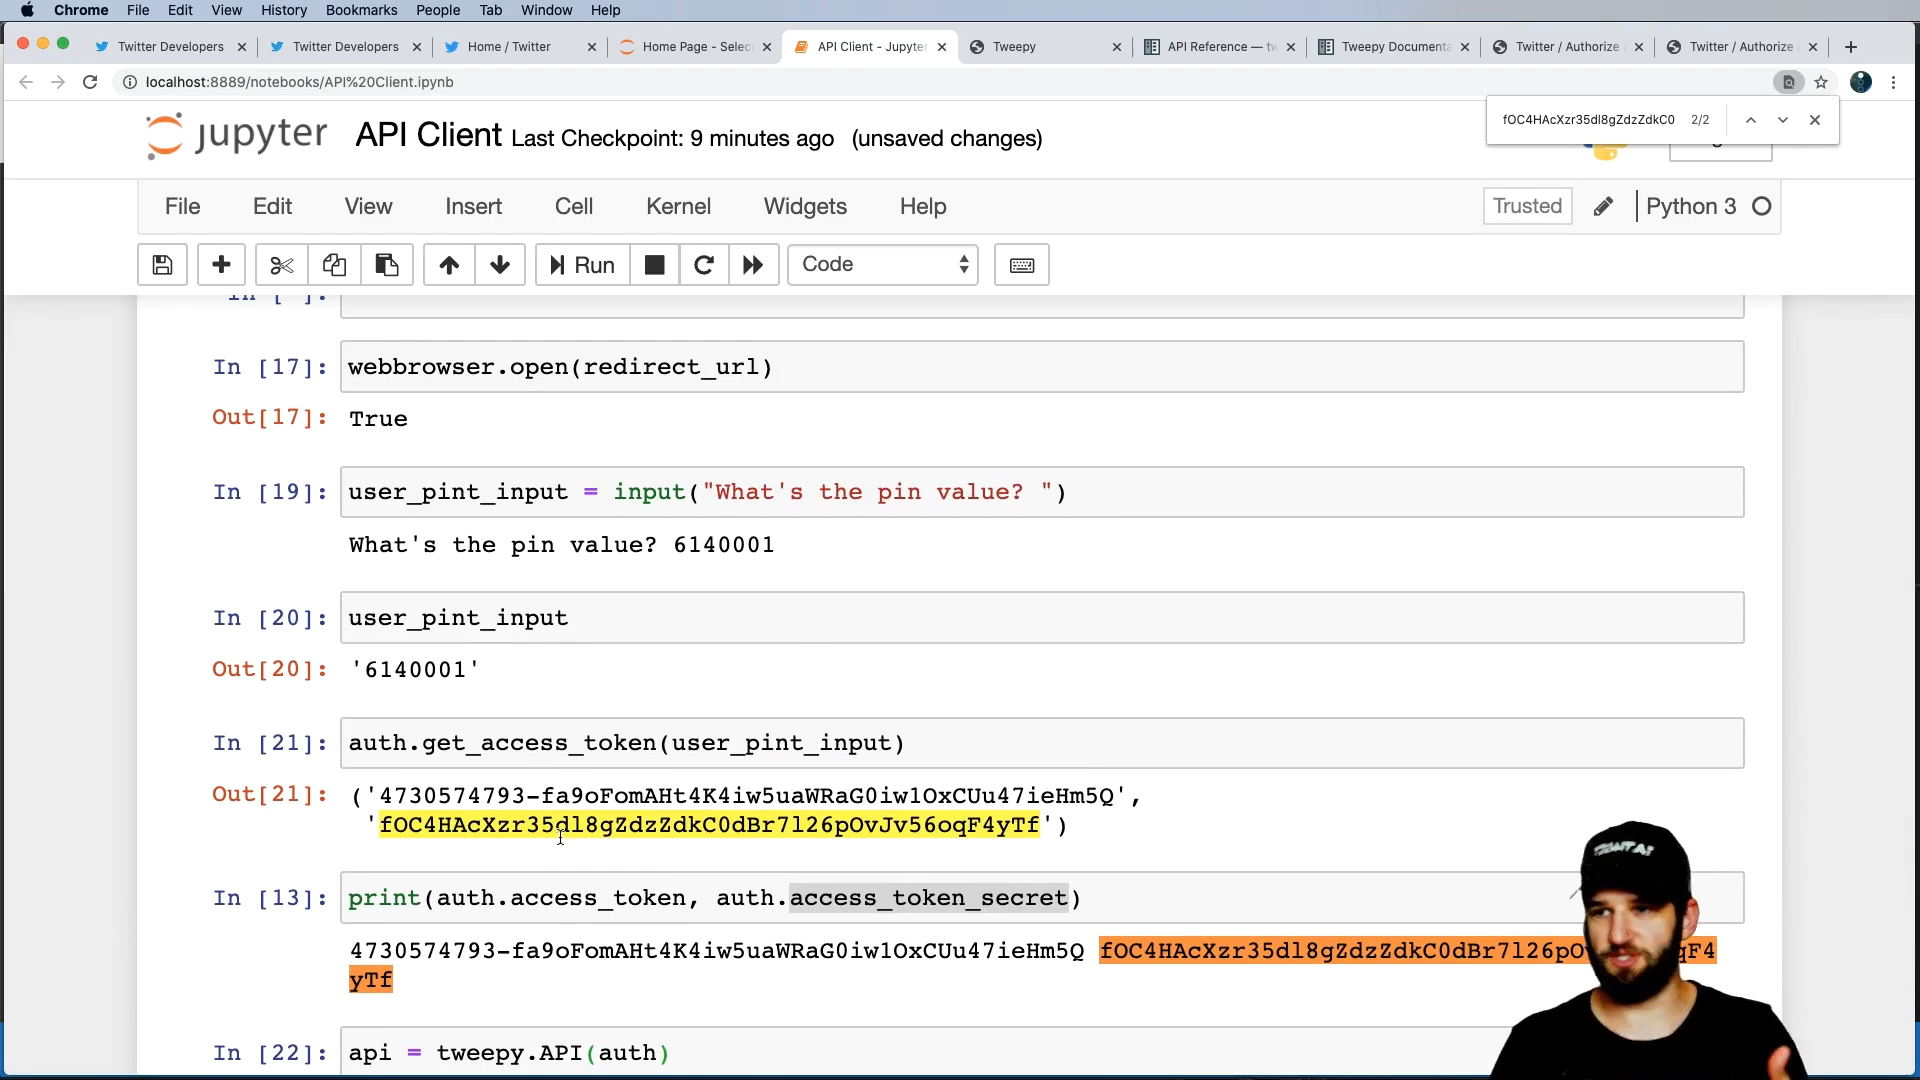 Chrome File Edit View History Bookmarks People Tab Window Help
Twitter Developers
Twitter Developers
Home / Twitter
Home Page - Selec
API Client - Jupyter
Tweepy
API Reference — tw
Tweepy Documenta
Twitter / Authorize
Twitter / Authorize
localhost:8889/notebooks/API%20Client.ipynb
fOC4HAcXzr35dl8gZdzZdkC0 2/2
jupyter API Client Last Checkpoint: 9 minutes ago (unsaved changes)
File Edit View Insert Cell Kernel Widgets Help
Trusted Python 3
Run Code
In [ ]:
In [17]: webbrowser.open(redirect_url)
Out[17]: True
In [19]: user_pint_input = input("What's the pin value? ")
What's the pin value? 6140001
In [20]: user_pint_input
Out[20]: '6140001'
In [21]: auth.get_access_token(user_pint_input)
Out[21]: ('4730574793-fa9oFomAHt4K4iw5uaWRaG0iw1OxCUu47ieHm5Q',
'fOC4HAcXzr35dl8gZdzZdkC0dBr7l26pOvJv56oqF4yTf')
In [13]: print(auth.access_token, auth.access_token_secret)
4730574793-fa9oFomAHt4K4iw5uaWRaG0iw1OxCUu47ieHm5Q fOC4HAcXzr35dl8gZdzZdkC0dBr7l26pO qF4
yTf
In [22]: api = tweepy.API(auth)